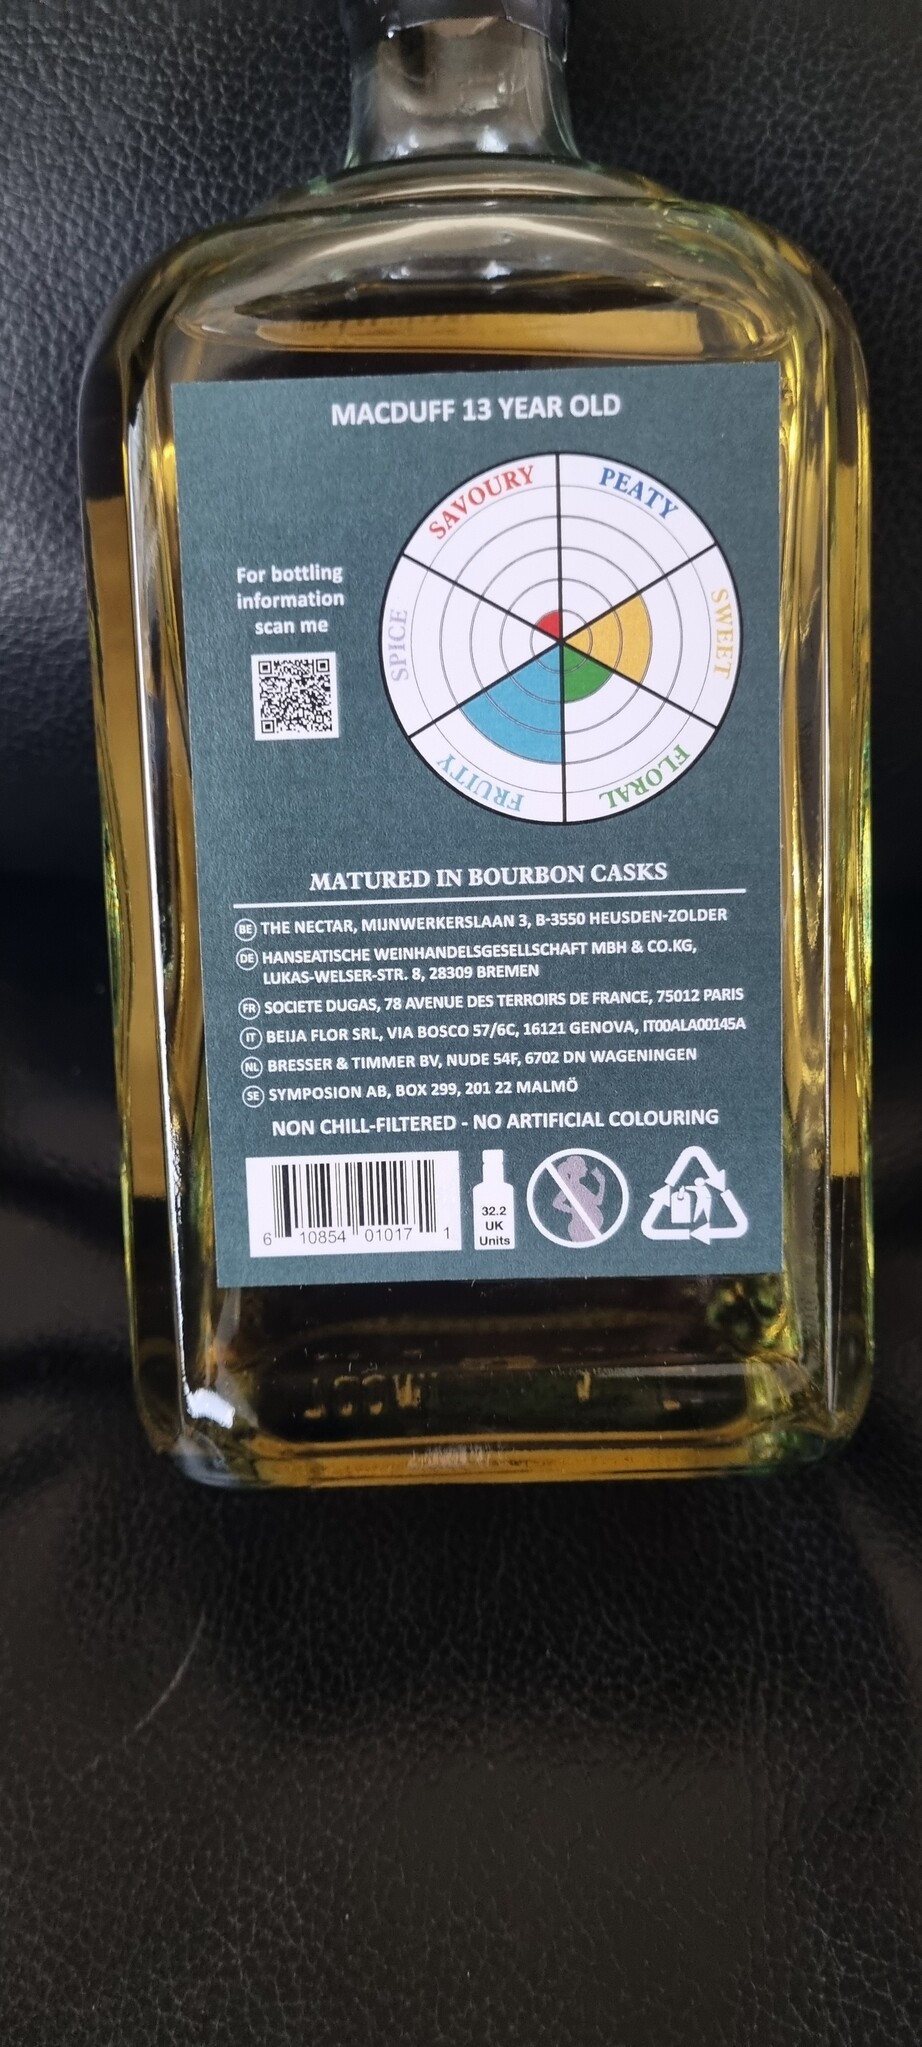 MACDUFF 13 YEAR OLD
SAVOURY
PEATY
SPICE
SWEET
FRUITY
FLORAL
For bottling
information
scan me
MATURED IN BOURBON CASKS
BE THE NECTAR, MIJNWERKERSLAAN 3, B-3550 HEUSDEN-ZOLDER
DE HANSEATISCHE WEINHANDELSGESELLSCHAFT MBH & CO.KG,
LUKAS-WELSER-STR. 8, 28309 BREMEN
FR SOCIETE DUGAS, 78 AVENUE DES TERROIRS DE FRANCE, 75012 PARIS
IT BEIJA FLOR SRL, VIA BOSCO 57/6C, 16121 GENOVA, IT00ALA00145A
NL BRESSER & TIMMER BV, NUDE 54F, 6702 DN WAGENINGEN
SE SYMPOSION AB, BOX 299, 201 22 MALMÖ
NON CHILL-FILTERED - NO ARTIFICIAL COLOURING
6 10854 01017 1
32.2
UK
Units